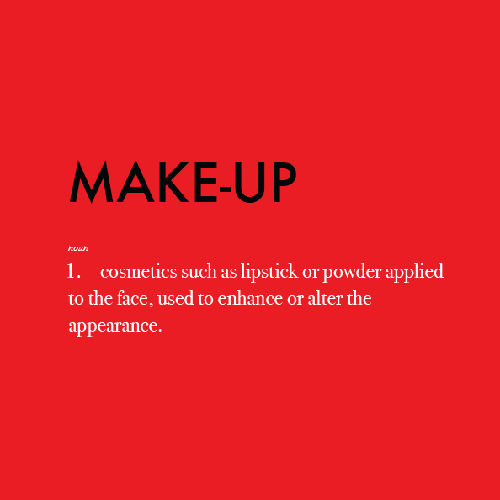 MAKE-UP
noun
1. cosmetics such as lipstick or powder applied
to the face, used to enhance or alter the
appearance.